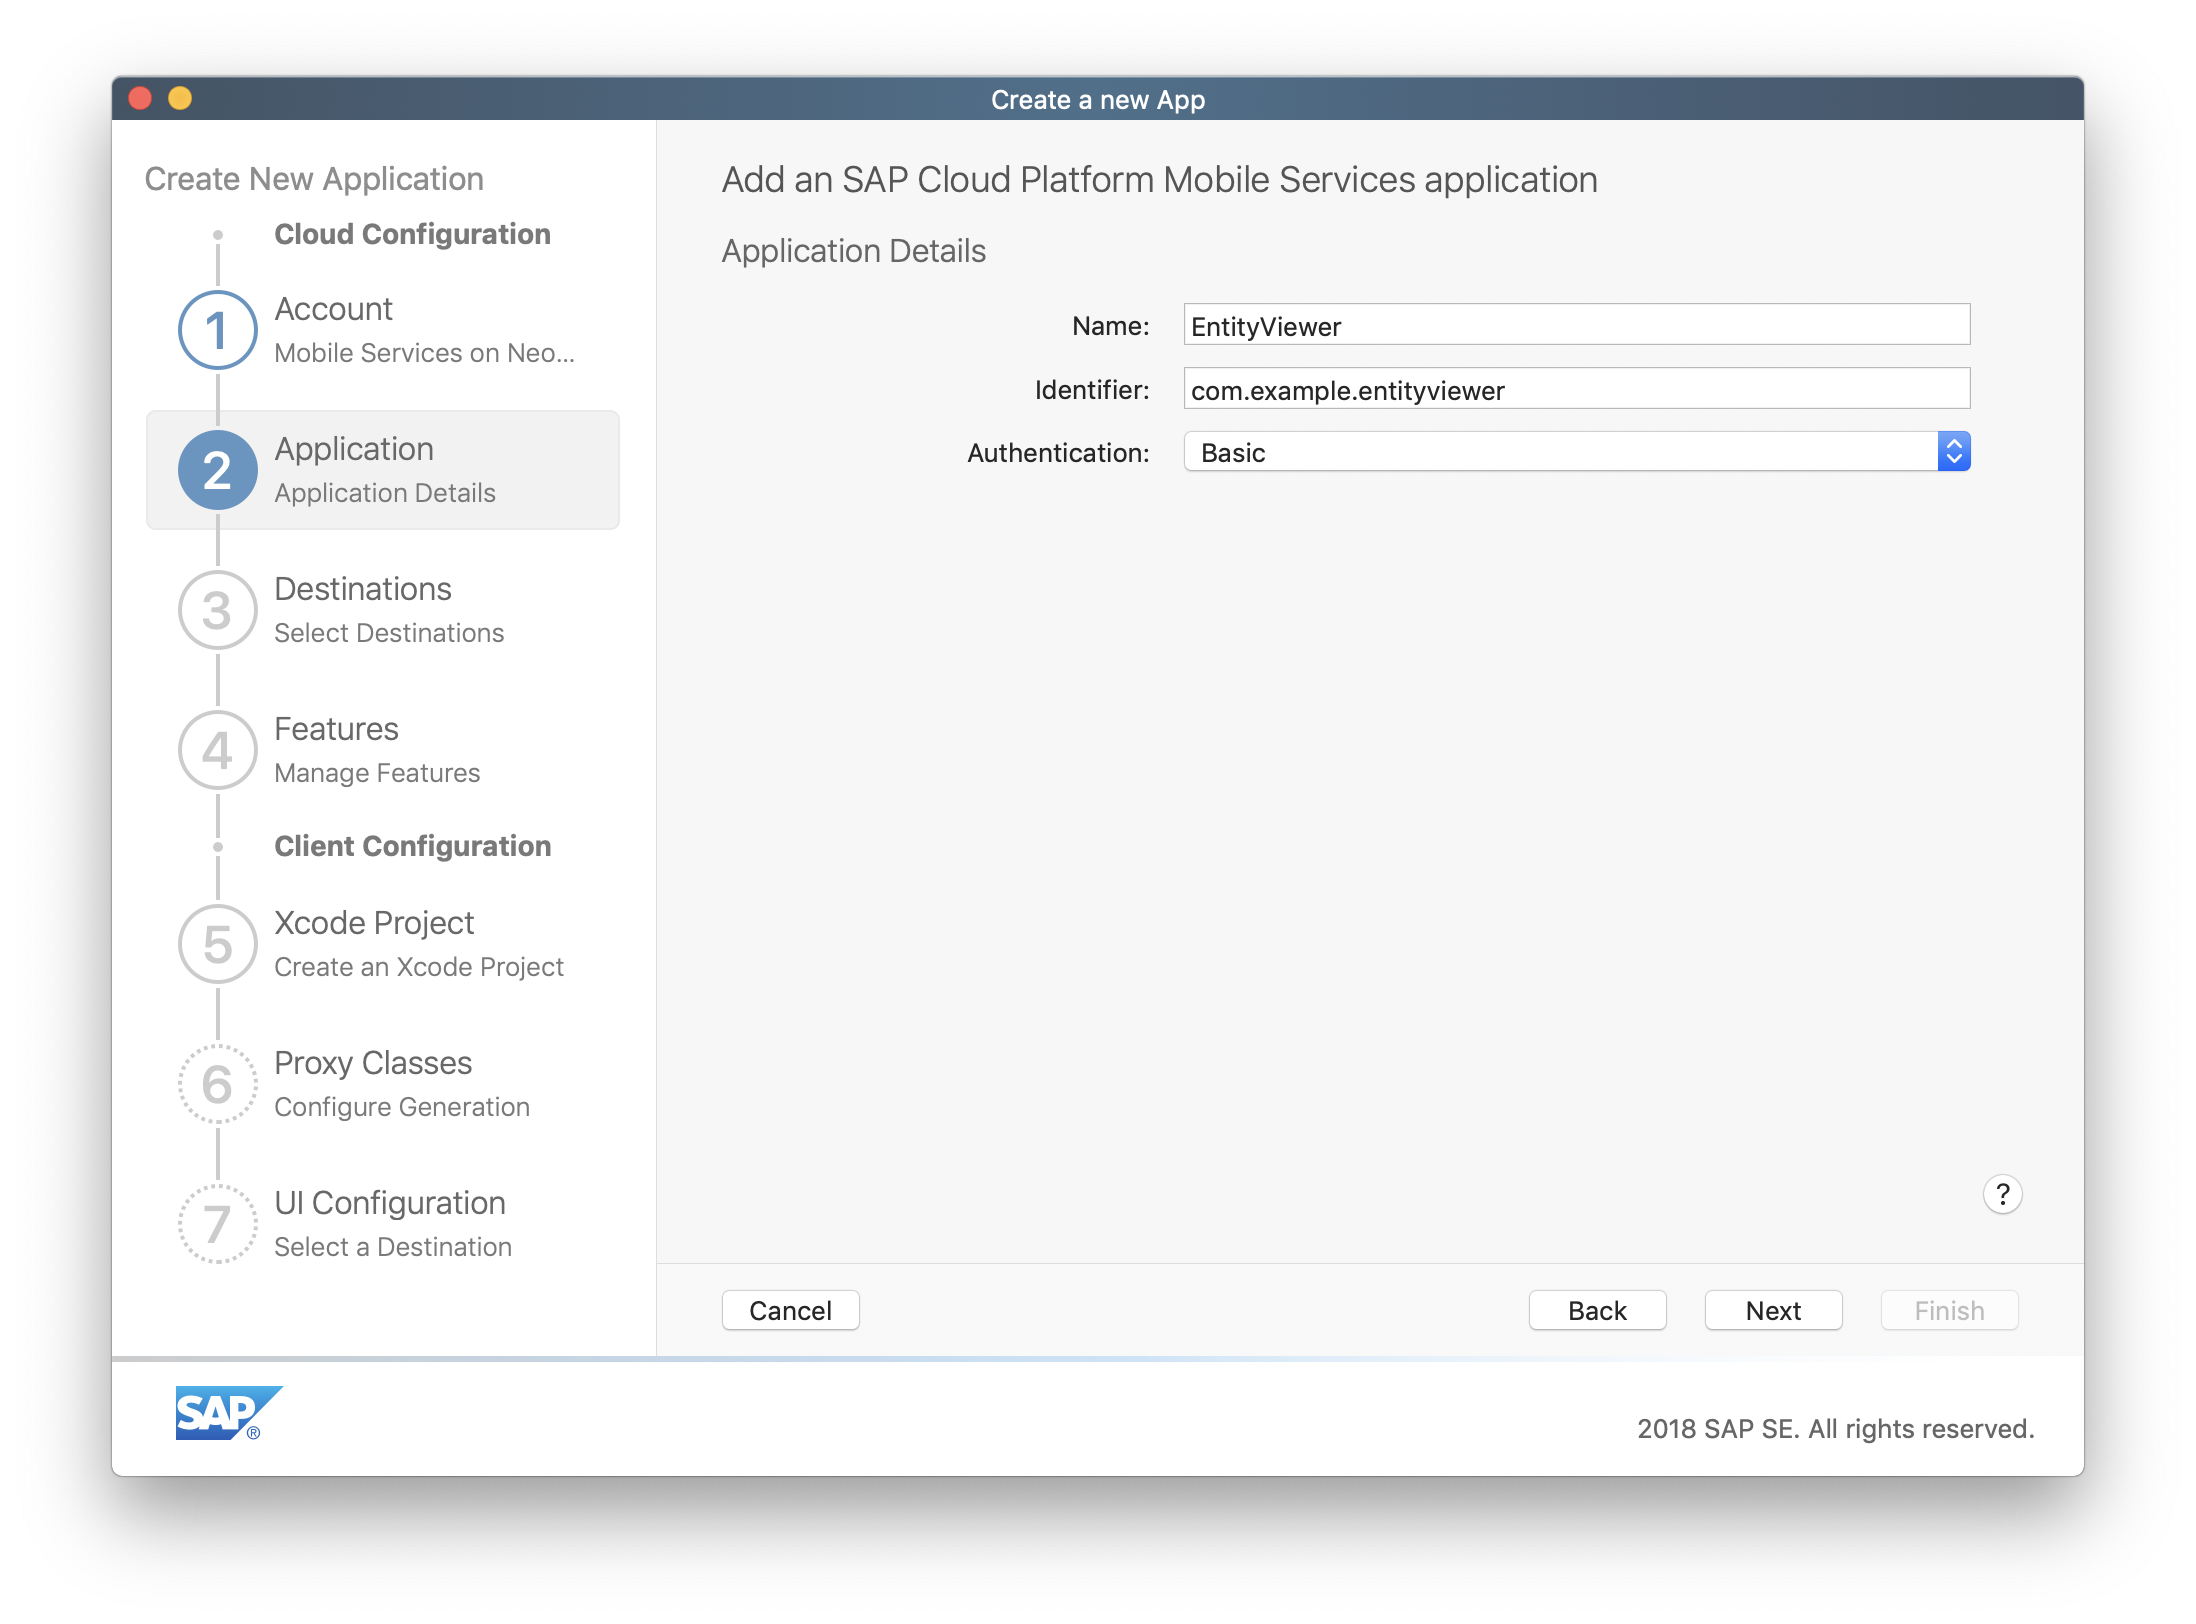 Create a new App
Create New Application
Cloud Configuration
1
Account
Mobile Services on Neo...
2
Application
Application Details
3
Destinations
Select Destinations
4
Features
Manage Features
Client Configuration
5
Xcode Project
Create an Xcode Project
6
Proxy Classes
Configure Generation
7
UI Configuration
Select a Destination
Add an SAP Cloud Platform Mobile Services application
Application Details
Name: EntityViewer
Identifier: com.example.entityviewer
Authentication: Basic
?
Cancel Back Next Finish
SAP®
2018 SAP SE. All rights reserved.